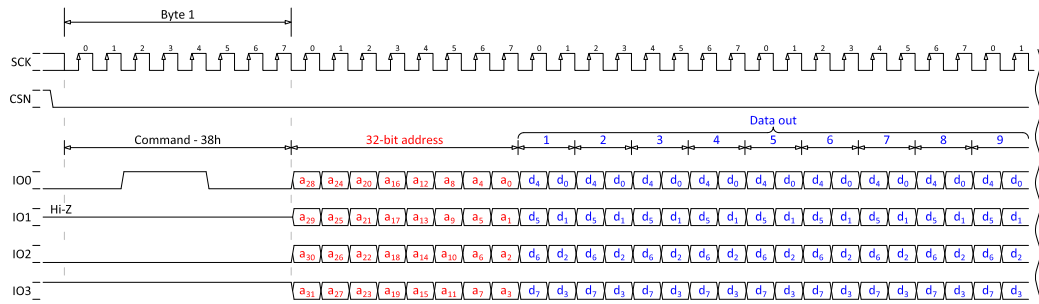 Byte 1
0 1 2 3 4 5 6 7 0 1 2 3 4 5 6 7 0 1 2 3 4 5 6 7 0 1 2 3 4 5 6 7 0 1
SCK
CSN
Data out
Command - 38h 32-bit address 1 2 3 4 5 6 7 8 9
IO0 a28 a24 a20 a16 a12 a8 a4 a0 d4 d0 d4 d0 d4 d0 d4 d0 d4 d0 d4 d0 d4 d0 d4 d0 d4 d0
Hi-Z
IO1 a29 a25 a21 a17 a13 a9 a5 a1 d5 d1 d5 d1 d5 d1 d5 d1 d5 d1 d5 d1 d5 d1 d5 d1 d5 d1
IO2 a30 a26 a22 a18 a14 a10 a6 a2 d6 d2 d6 d2 d6 d2 d6 d2 d6 d2 d6 d2 d6 d2 d6 d2 d6 d2
IO3 a31 a27 a23 a19 a15 a11 a7 a3 d7 d3 d7 d3 d7 d3 d7 d3 d7 d3 d7 d3 d7 d3 d7 d3 d7 d3